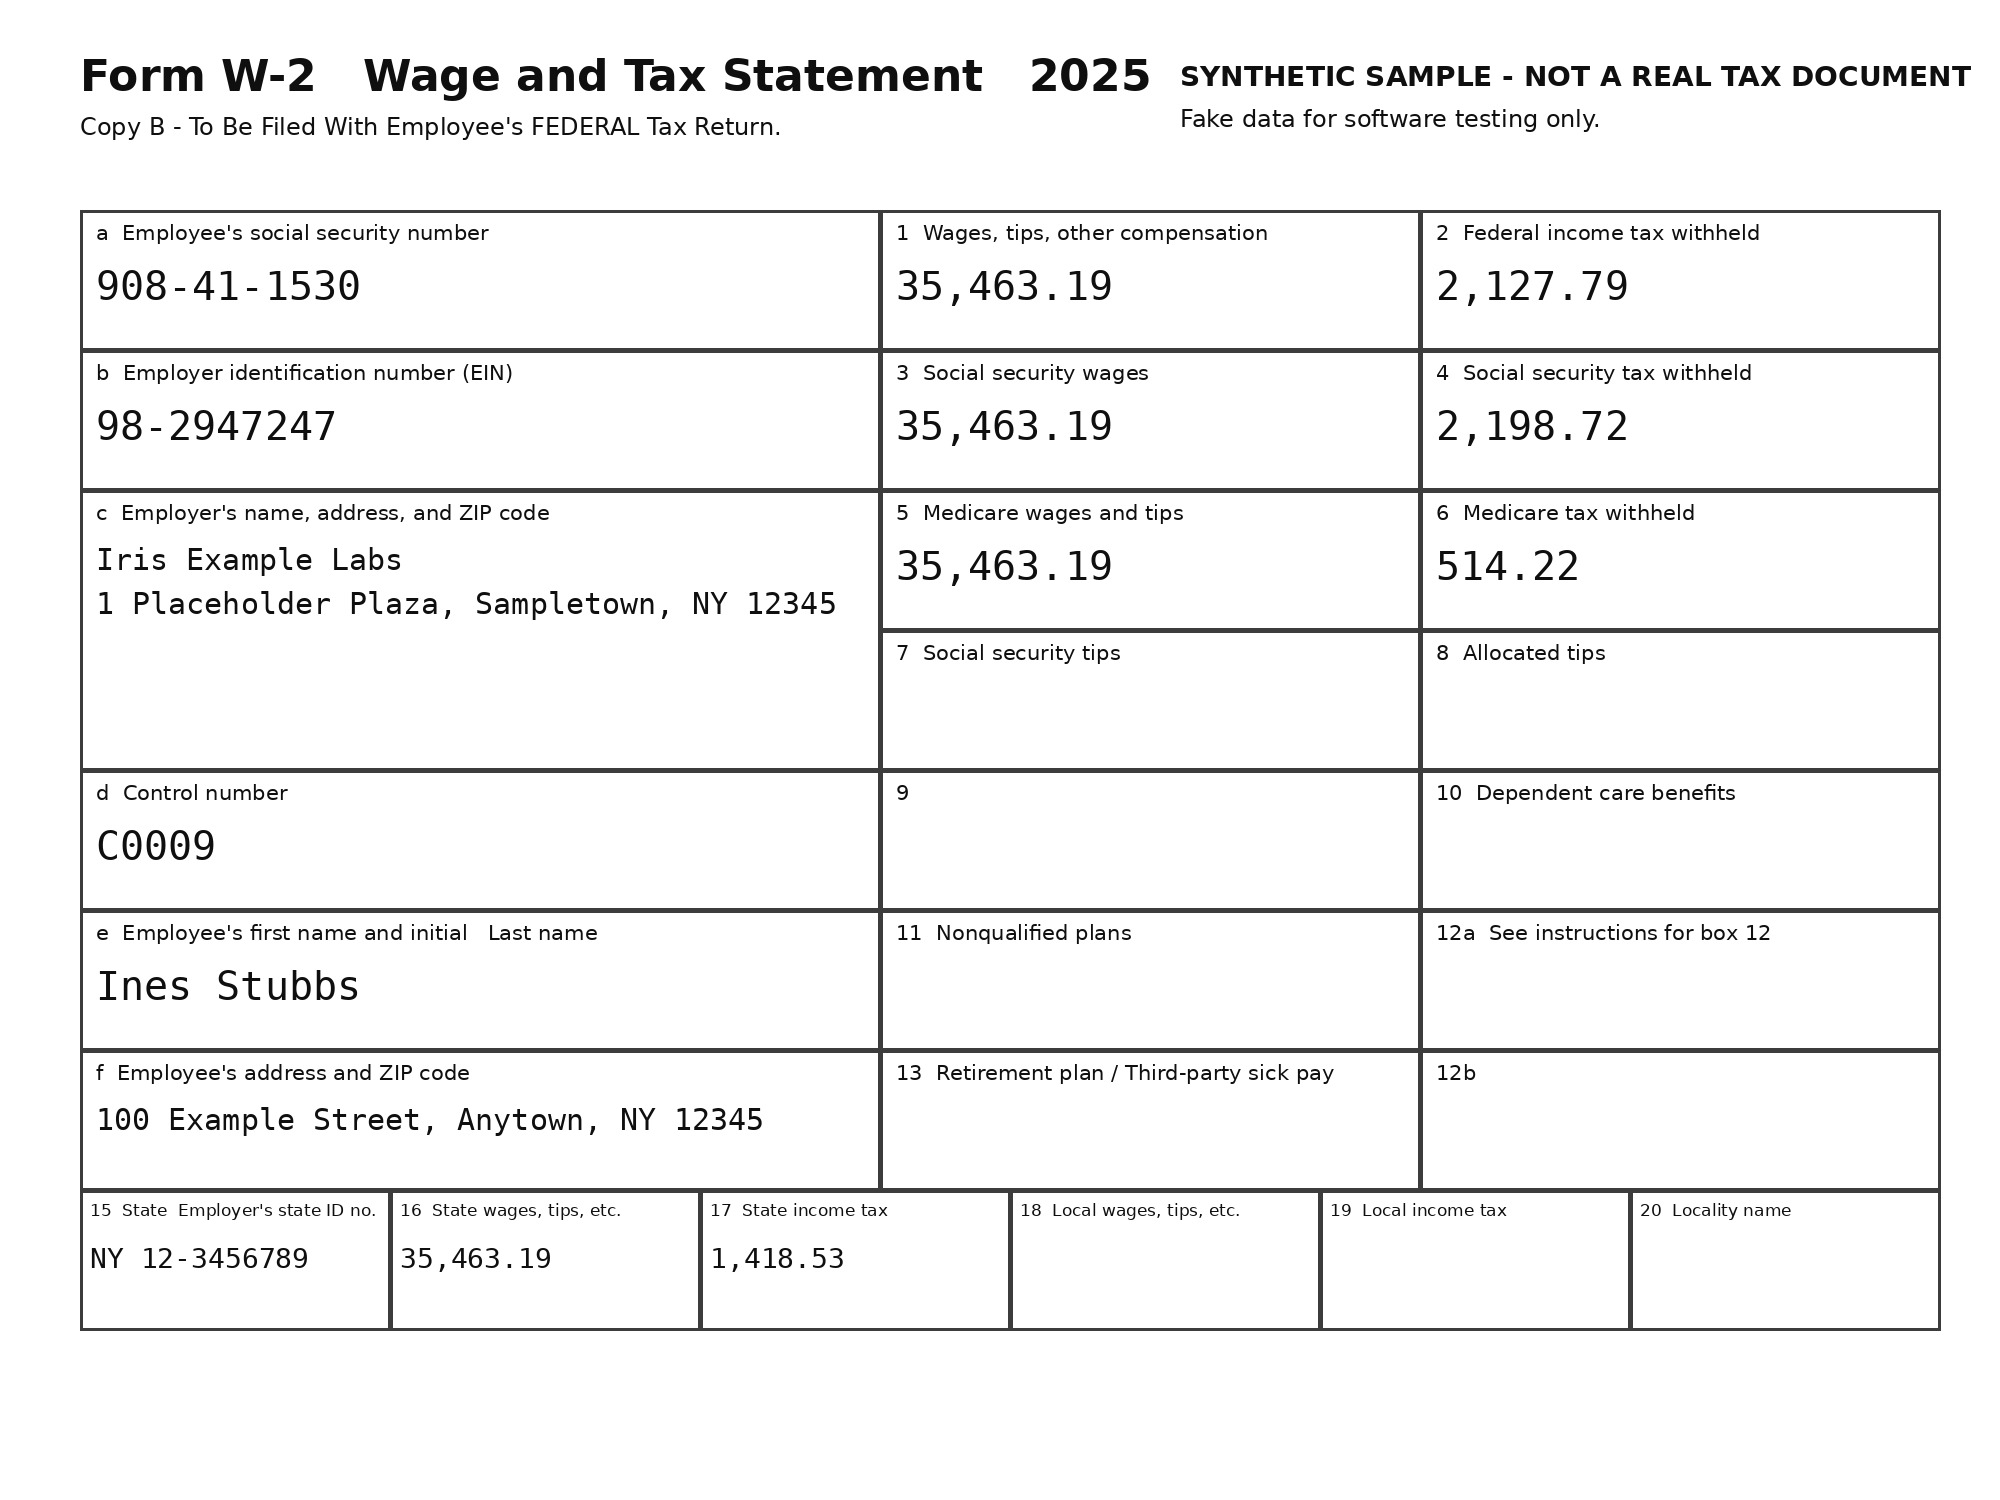 Form W-2   Wage and Tax Statement   2025
SYNTHETIC SAMPLE - NOT A REAL TAX DOCUMENT
Copy B - To Be Filed With Employee's FEDERAL Tax Return.
Fake data for software testing only.
a  Employee's social security number
908-41-1530
1  Wages, tips, other compensation
35,463.19
2  Federal income tax withheld
2,127.79
b  Employer identification number (EIN)
98-2947247
3  Social security wages
35,463.19
4  Social security tax withheld
2,198.72
c  Employer's name, address, and ZIP code
Iris Example Labs
1 Placeholder Plaza, Sampletown, NY 12345
5  Medicare wages and tips
35,463.19
6  Medicare tax withheld
514.22
7  Social security tips
8  Allocated tips
d  Control number
C0009
9
10  Dependent care benefits
e  Employee's first name and initial   Last name
Ines Stubbs
11  Nonqualified plans
12a  See instructions for box 12
f  Employee's address and ZIP code
100 Example Street, Anytown, NY 12345
13  Retirement plan / Third-party sick pay
12b
15  State  Employer's state ID no.
NY 12-3456789
16  State wages, tips, etc.
35,463.19
17  State income tax
1,418.53
18  Local wages, tips, etc.
19  Local income tax
20  Locality name